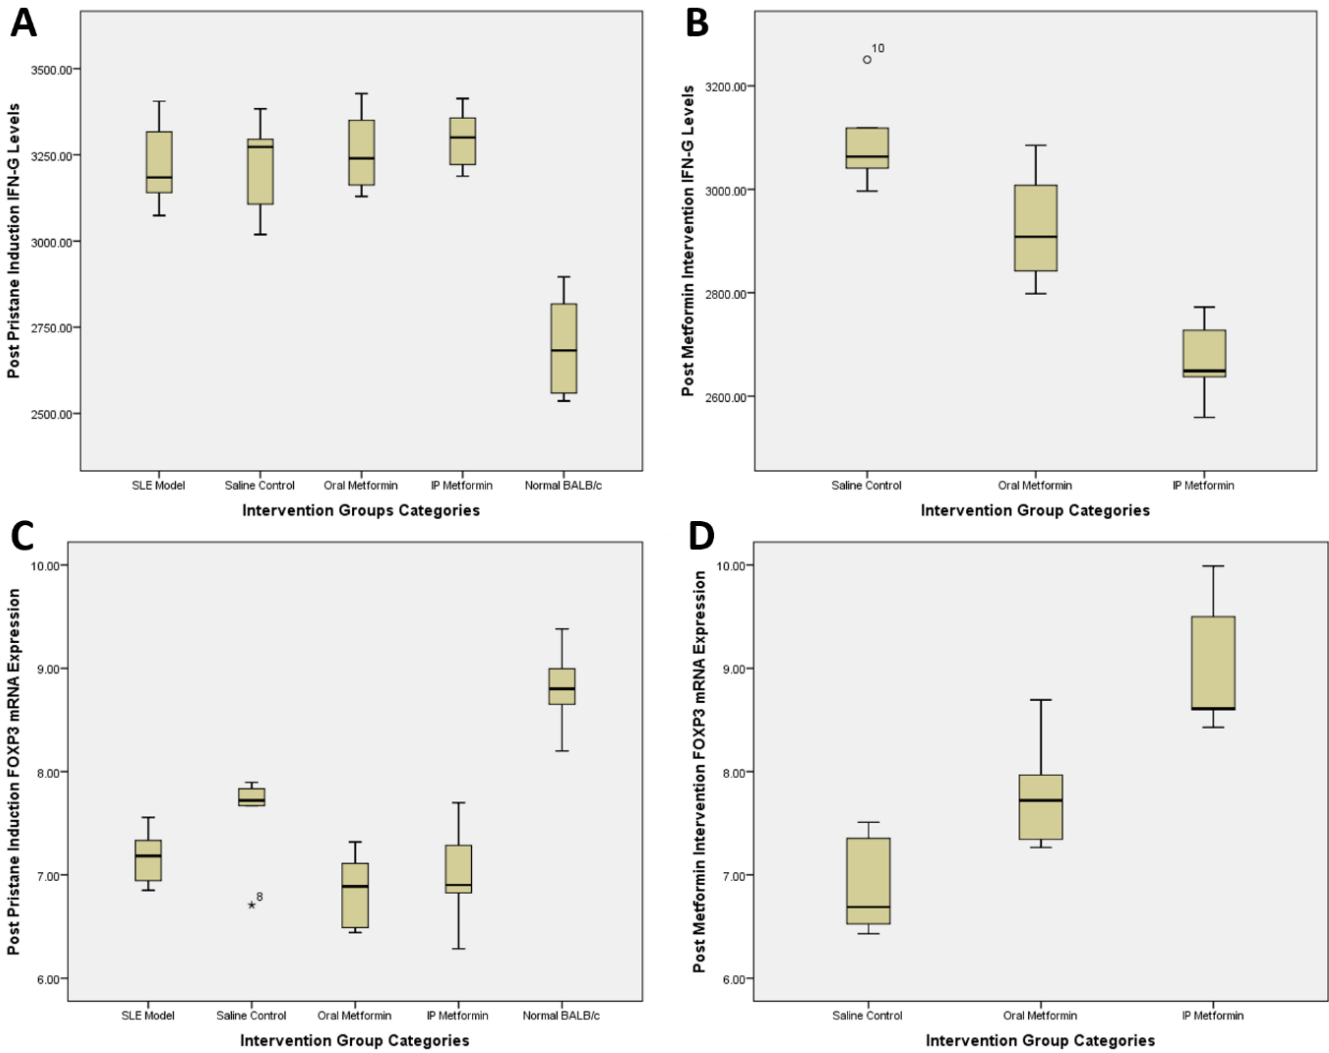 A
Post Pristane Induction IFN-G Levels
3500.00
3250.00
3000.00
2750.00
2500.00
SLE Model
Saline Control
Oral Metformin
IP Metformin
Normal BALB/c
Intervention Groups Categories
B
Post Metformin Intervention IFN-G Levels
3200.00
3000.00
2800.00
2600.00
10
Saline Control
Oral Metformin
IP Metformin
Intervention Group Categories
C
Post Pristane Induction FOXP3 mRNA Expression
10.00
9.00
8.00
7.00
6.00
8
SLE Model
Saline Control
Oral Metformin
IP Metformin
Normal BALB/c
Intervention Group Categories
D
Post Metformin Intervention FOXP3 mRNA Expression
10.00
9.00
8.00
7.00
6.00
Saline Control
Oral Metformin
IP Metformin
Intervention Group Categories